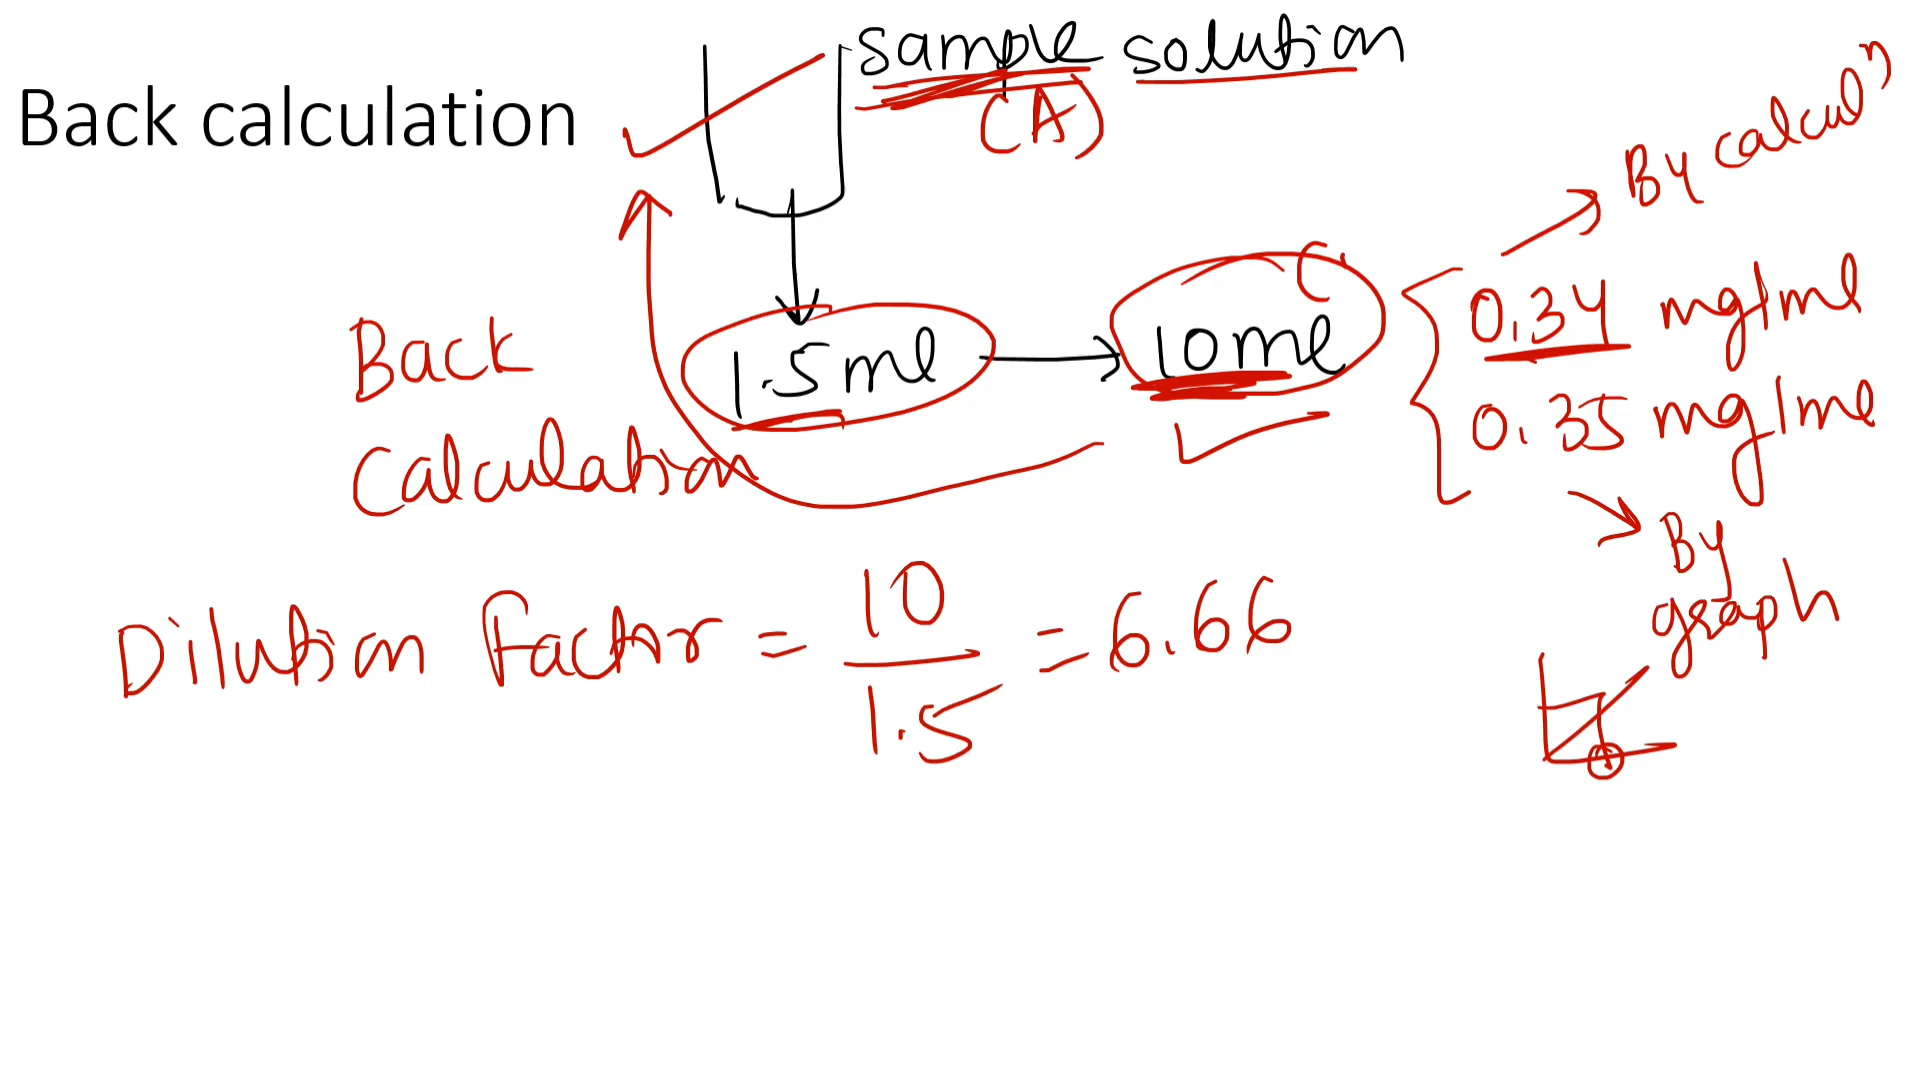 Back calculation
sample solution
(A)
By calculⁿ
1.5ml
10ml
0.34 mg/ml
0.35 mg/ml
Back
Calculation
By
graph
Dilution Factor = 10/1.5 = 6.66